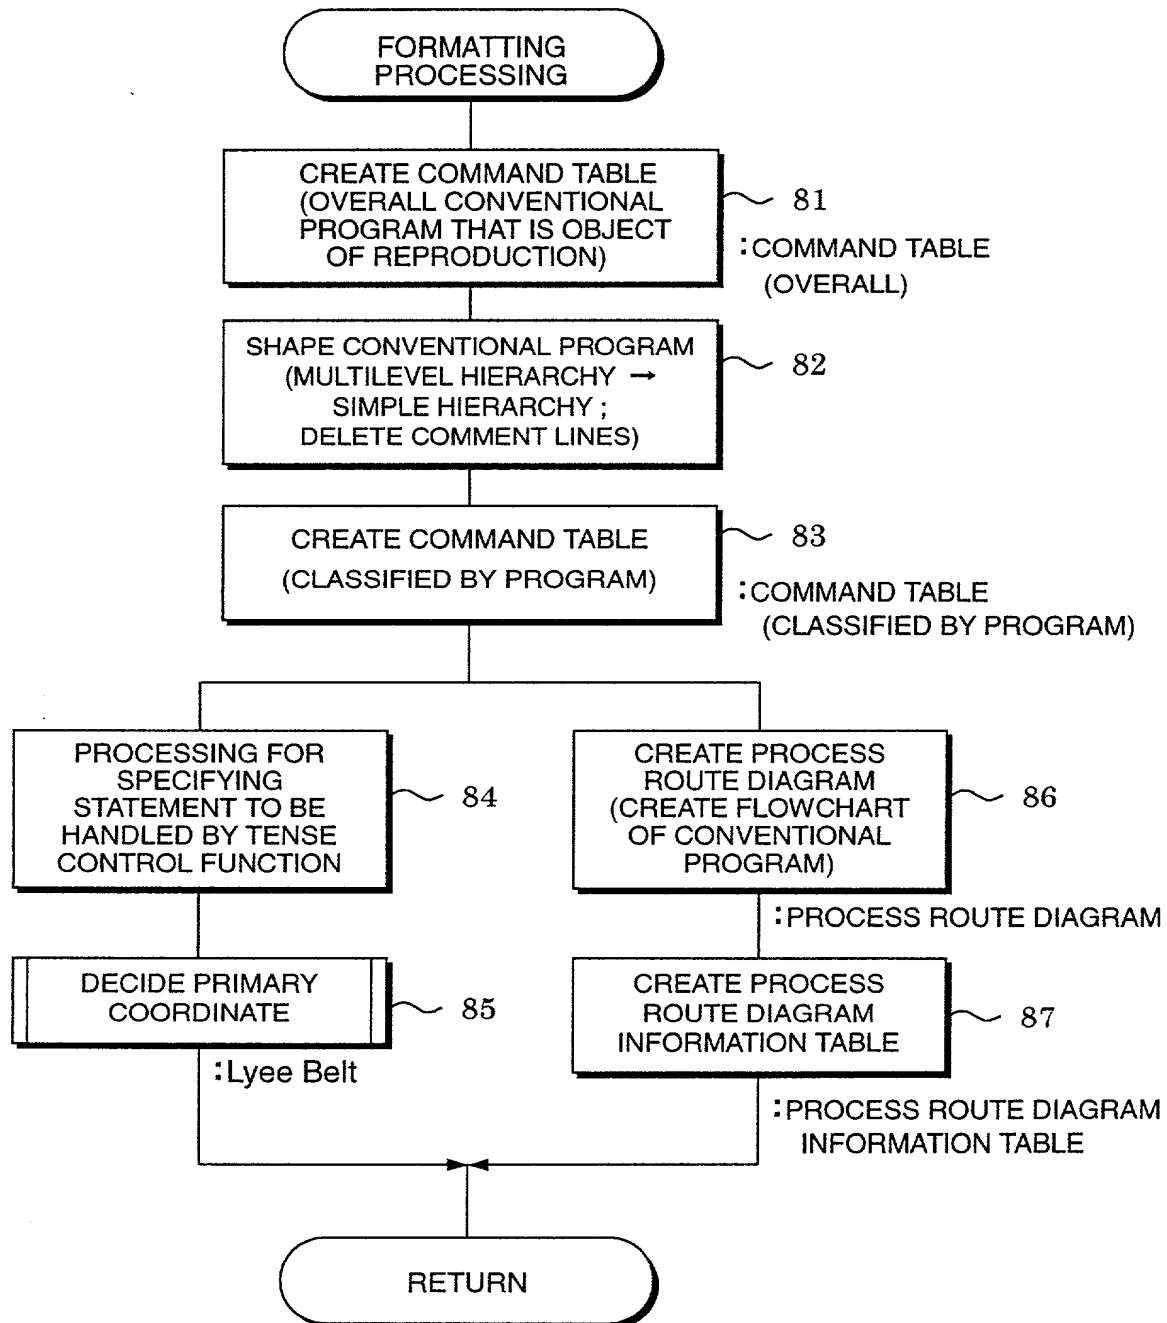 FORMATTING
PROCESSING
CREATE COMMAND TABLE
(OVERALL CONVENTIONAL
PROGRAM THAT IS OBJECT
OF REPRODUCTION)
81
:COMMAND TABLE
(OVERALL)
SHAPE CONVENTIONAL PROGRAM
(MULTILEVEL HIERARCHY →
SIMPLE HIERARCHY ;
DELETE COMMENT LINES)
82
CREATE COMMAND TABLE
(CLASSIFIED BY PROGRAM)
83
:COMMAND TABLE
(CLASSIFIED BY PROGRAM)
PROCESSING FOR
SPECIFYING
STATEMENT TO BE
HANDLED BY TENSE
CONTROL FUNCTION
84
DECIDE PRIMARY
COORDINATE
85
:Lyee Belt
CREATE PROCESS
ROUTE DIAGRAM
(CREATE FLOWCHART
OF CONVENTIONAL
PROGRAM)
86
:PROCESS ROUTE DIAGRAM
CREATE PROCESS
ROUTE DIAGRAM
INFORMATION TABLE
87
:PROCESS ROUTE DIAGRAM
INFORMATION TABLE
RETURN